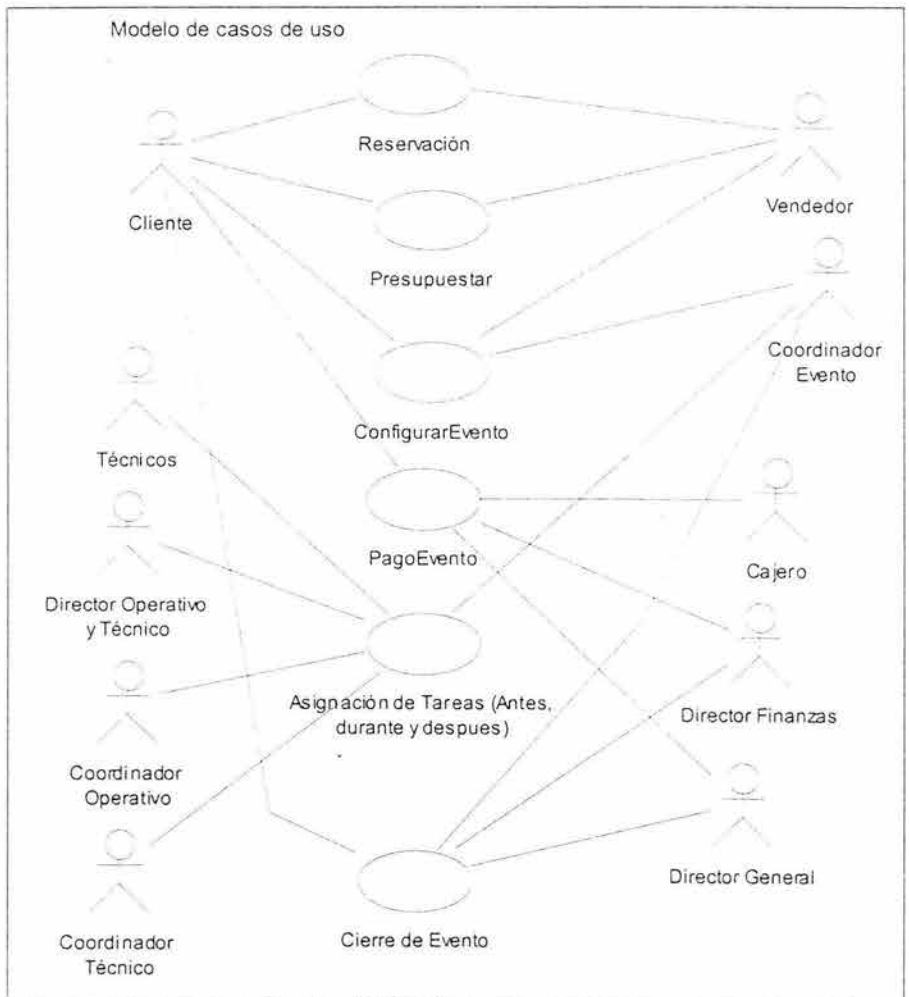 Modelo de casos de uso
Reservación
Cliente
Vendedor
Presupuestar
Coordinador
Evento
ConfigurarEvento
Técnicos
PagoEvento
Cajero
Director Operativo
y Técnico
Asignación de Tareas (Antes,
durante y despues)
Director Finanzas
Coordinador
Operativo
Director General
Cierre de Evento
Coordinador
Técnico